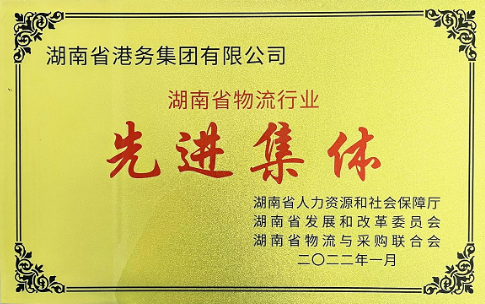 湖南省港务集团有限公司
湖南省物流行业
先进集体
湖南省人力资源和社会保障厅
湖南省发展和改革委员会
湖南省物流与采购联合会
二〇二二年一月